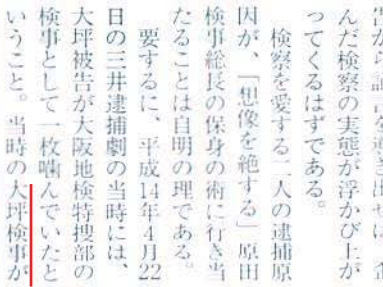 んだ検察の実態が浮かび上が
ってくるはずである。
検察を愛する二人の逮捕原
因が、「想像を絶する」原田
検事総長の保身の術に行き当
たることは自明の理である。
要するに、平成14年4月22
日の三井逮捕劇の当時には、
大坪被告が大阪地検特捜部の
検事として一枚噛んでいたと
いうこと。当時の大坪検事が